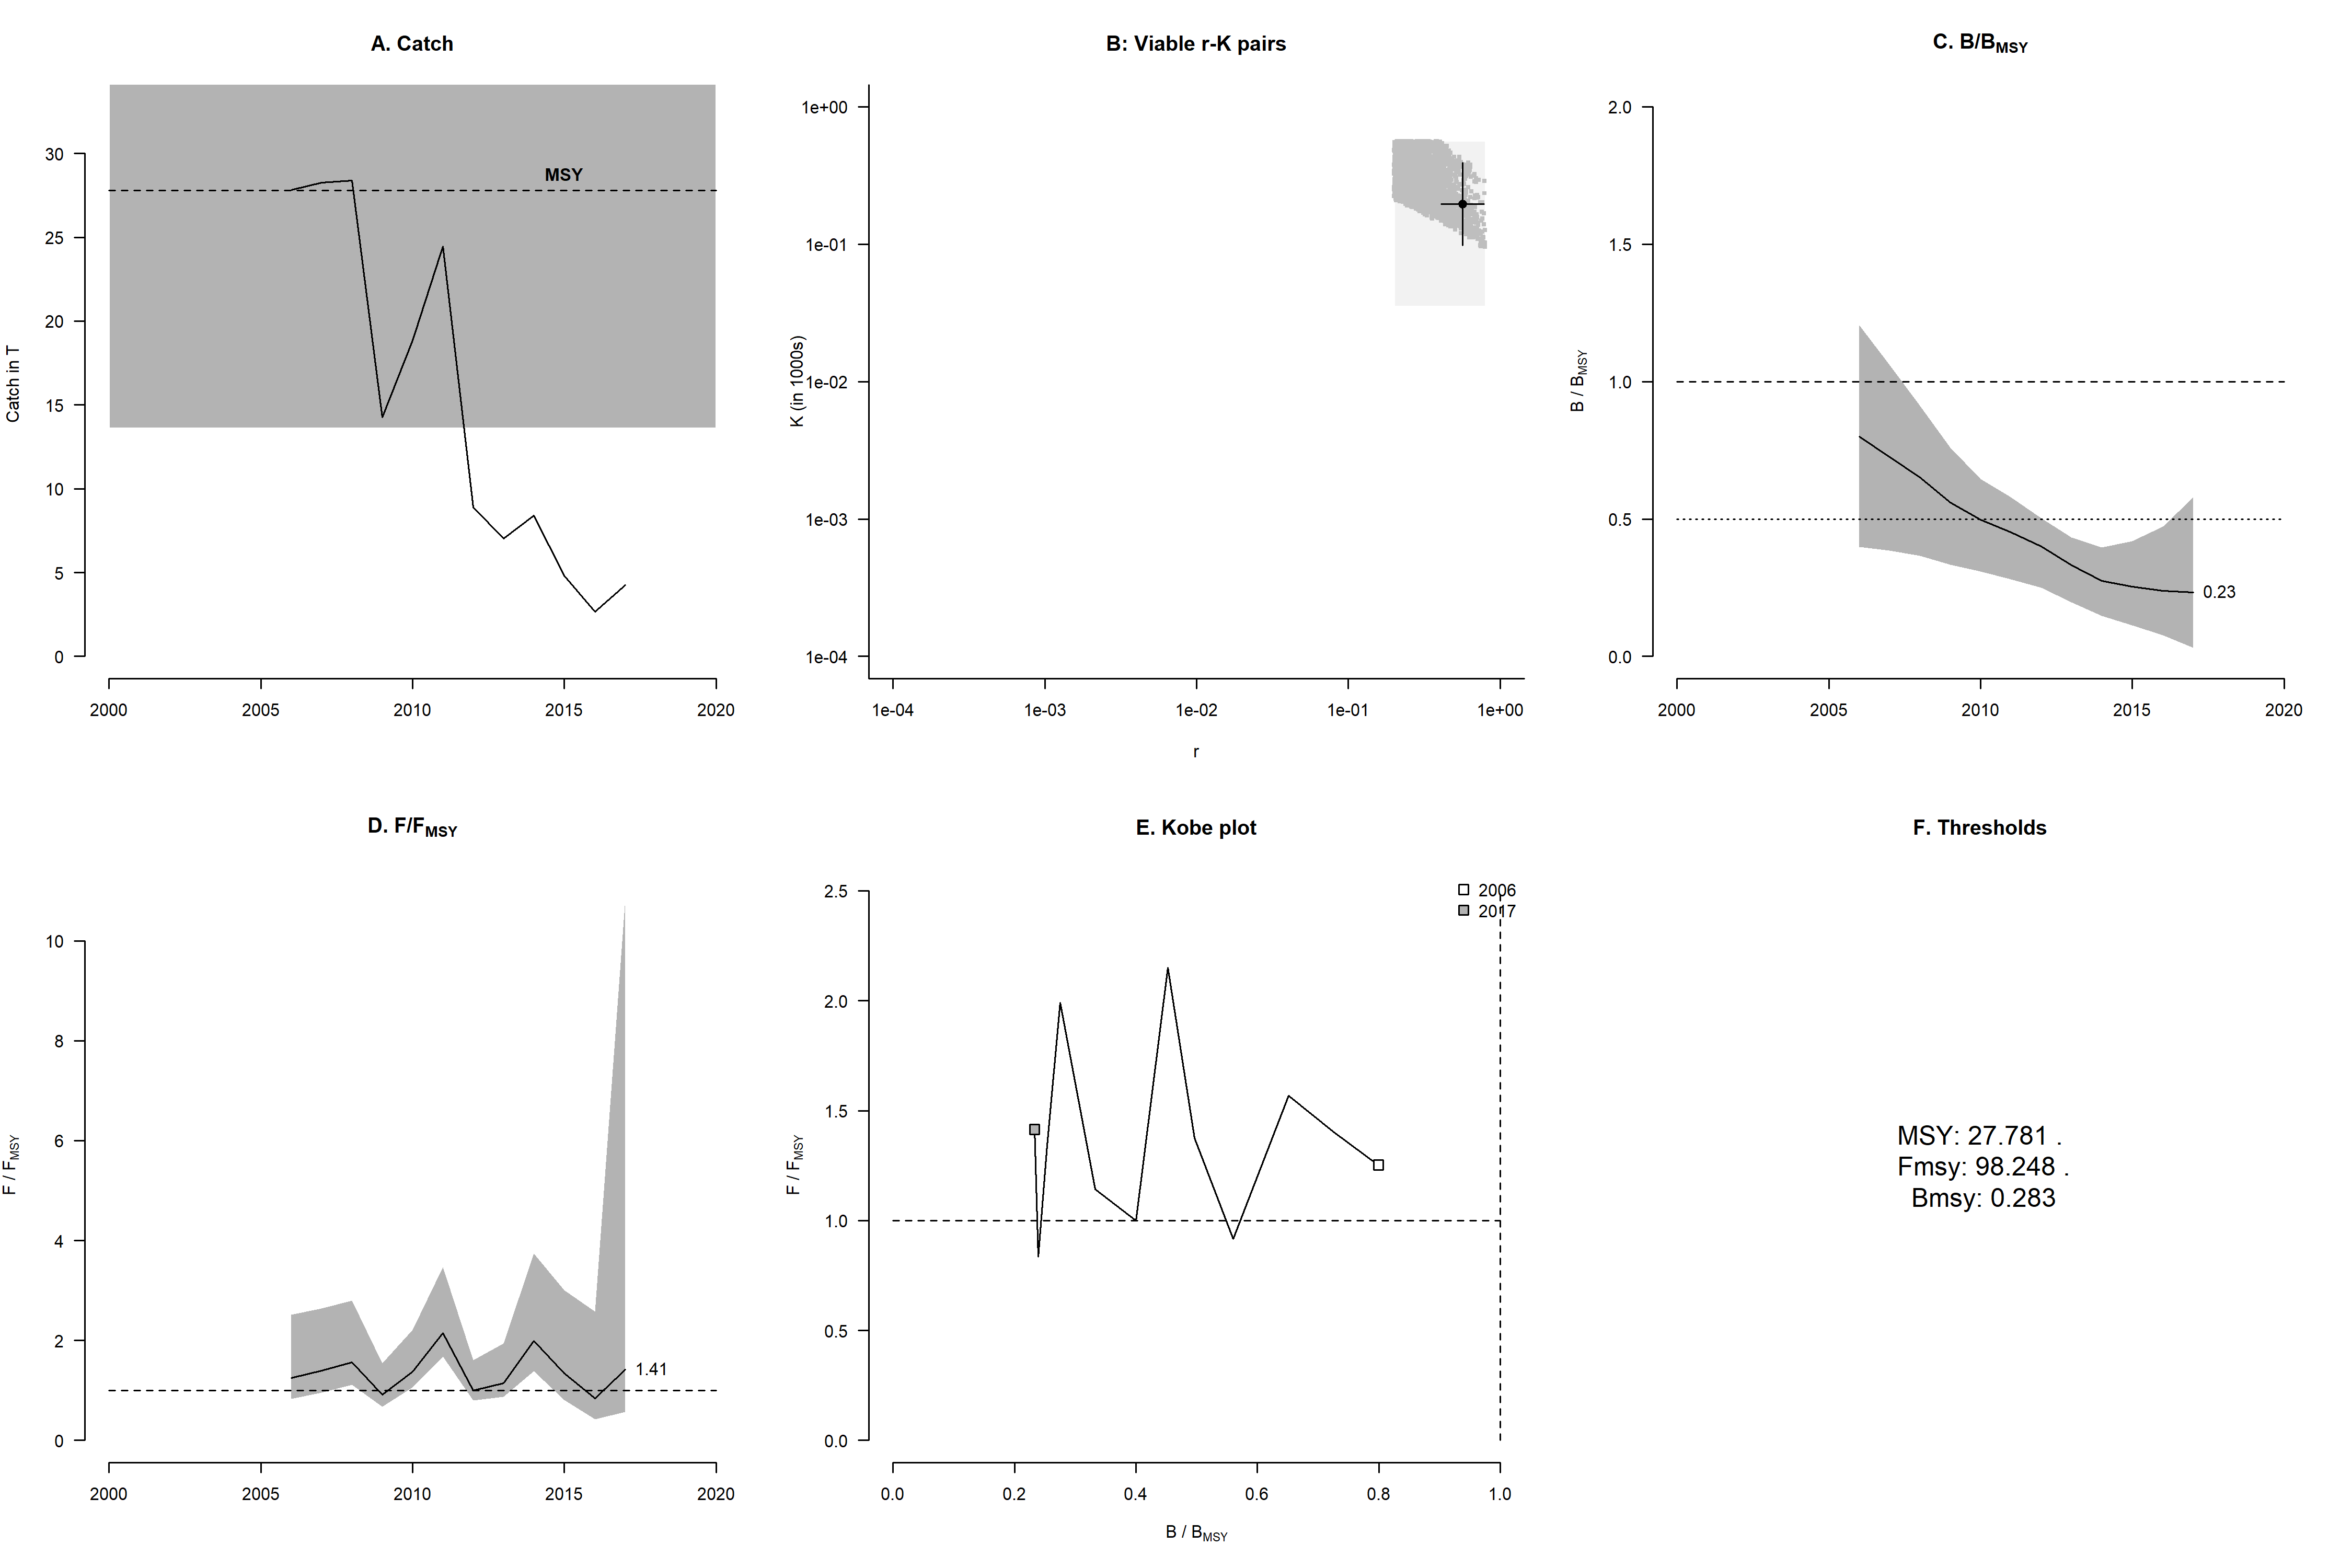 A. Catch
Catch in T
30
25
20
15
10
5
0
MSY
2000 2005 2010 2015 2020
B: Viable r-K pairs
K (in 1000s)
1e+00
1e-01
1e-02
1e-03
1e-04
1e-04 1e-03 1e-02 1e-01 1e+00
r
C. B/BMSY
B / BMSY
2.0
1.5
1.0
0.5
0.0
0.23
2000 2005 2010 2015 2020
D. F/FMSY
F / FMSY
10
8
6
4
2
0
1.41
2000 2005 2010 2015 2020
E. Kobe plot
F / FMSY
2.5
2.0
1.5
1.0
0.5
0.0
2006
2017
0.0 0.2 0.4 0.6 0.8 1.0
B / BMSY
F. Thresholds
MSY: 27.781 .
Fmsy: 98.248 .
Bmsy: 0.283